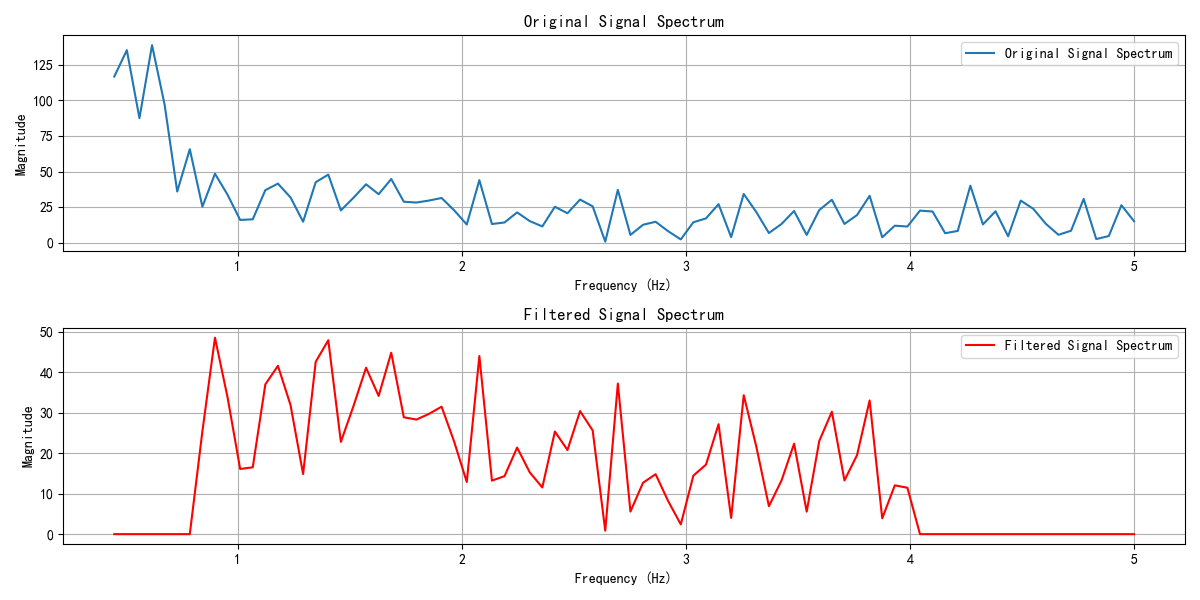 Original Signal Spectrum
Original Signal Spectrum
Magnitude
125
100
75
50
25
0
1 2 3 4 5
Frequency (Hz)
Filtered Signal Spectrum
Filtered Signal Spectrum
Magnitude
50
40
30
20
10
0
1 2 3 4 5
Frequency (Hz)